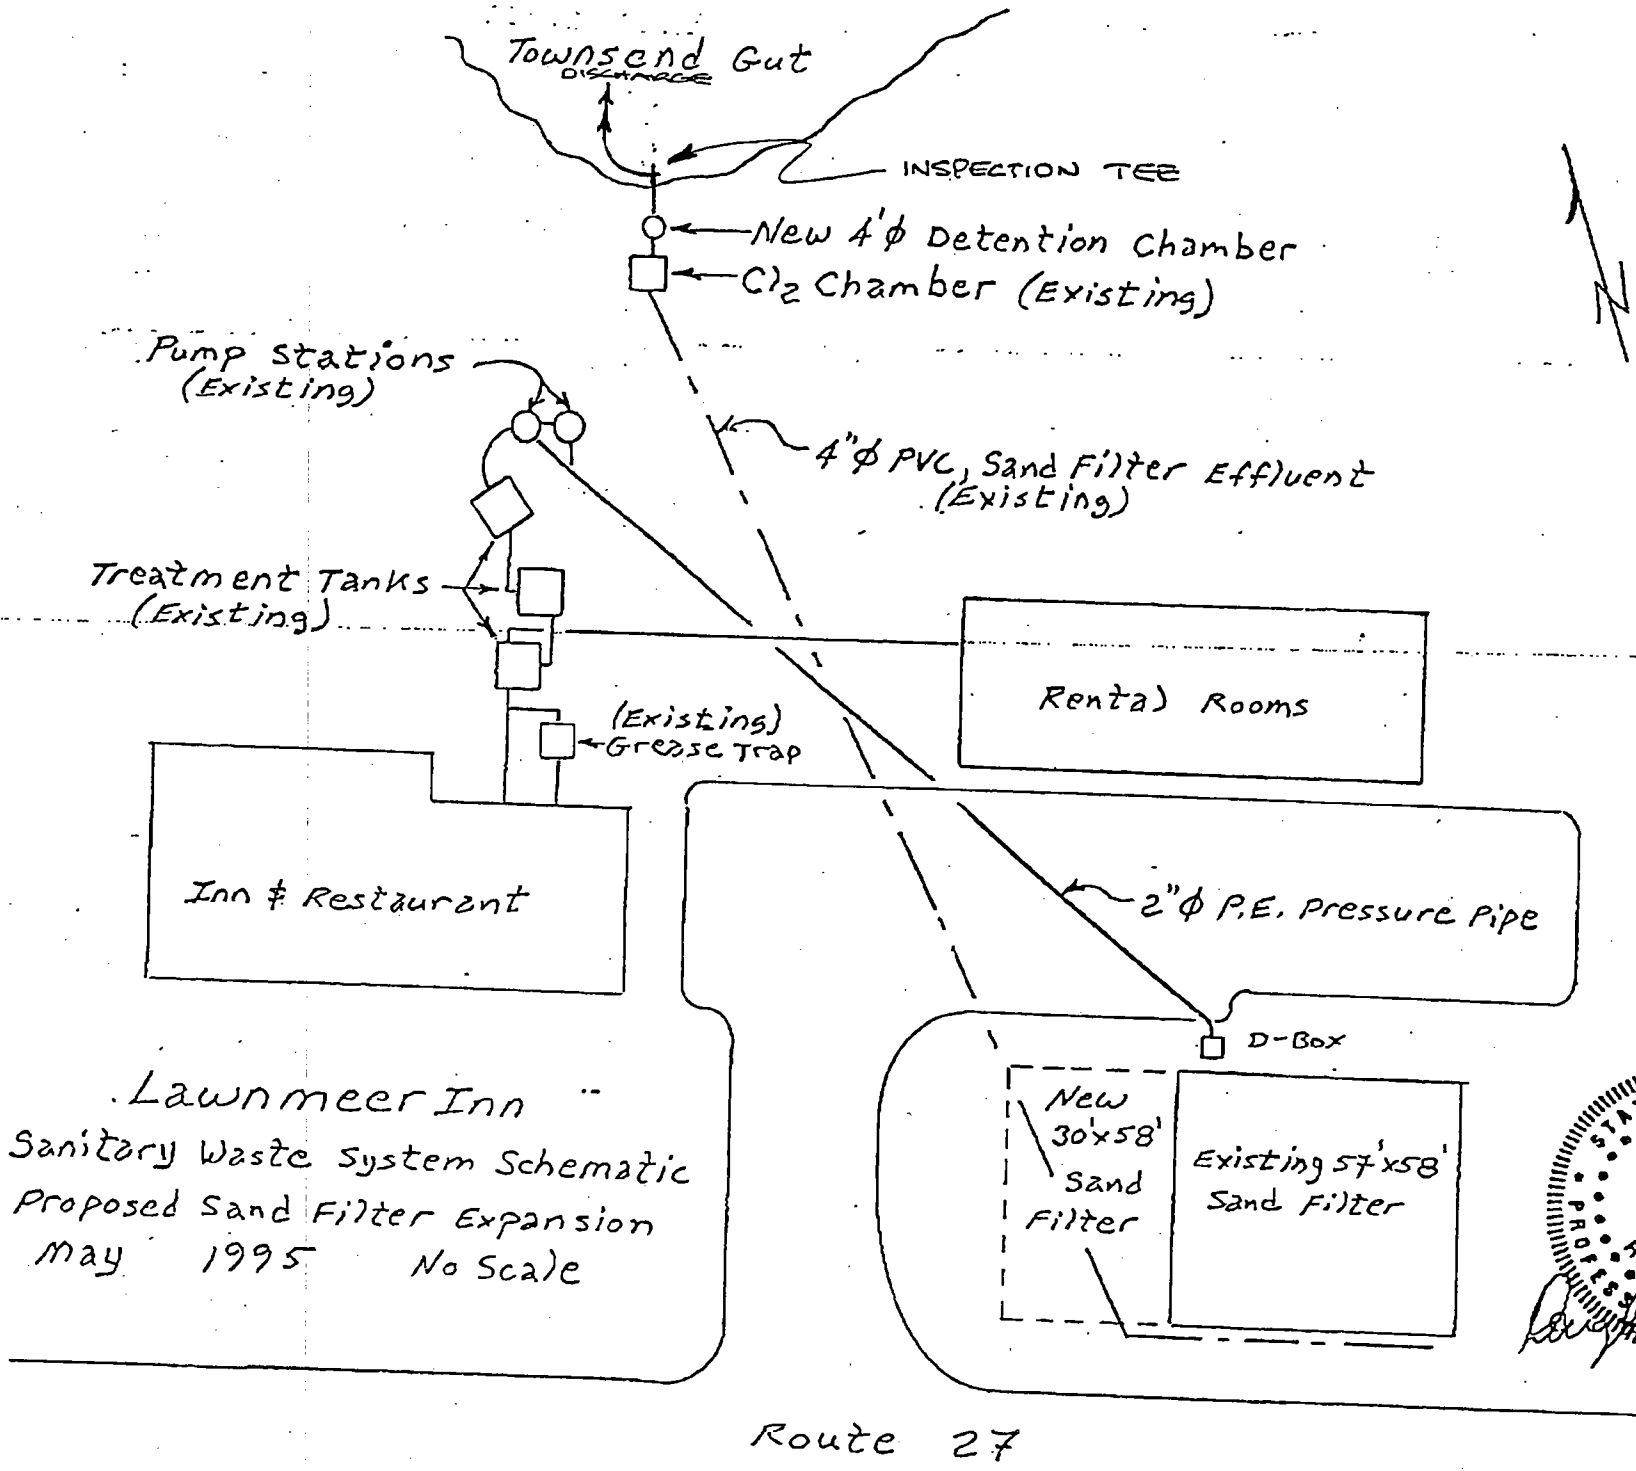 Townsend Gut
DISCHARGE
INSPECTION TEE
New 4'φ Detention Chamber
Cl2 Chamber (Existing)
N
Pump Stations
(Existing)
4"φ PVC, Sand Filter Effluent
(Existing)
Treatment Tanks
(Existing)
Rental Rooms
(Existing)
Grease Trap
Inn & Restaurant
2"φ P.E. Pressure Pipe
D-Box
Lawnmeer Inn
Sanitary Waste System Schematic
Proposed Sand Filter Expansion
May 1995 No Scale
New
30'x58'
Sand
Filter
Existing 57'x58'
Sand Filter
STA
PROFESS
Route 27